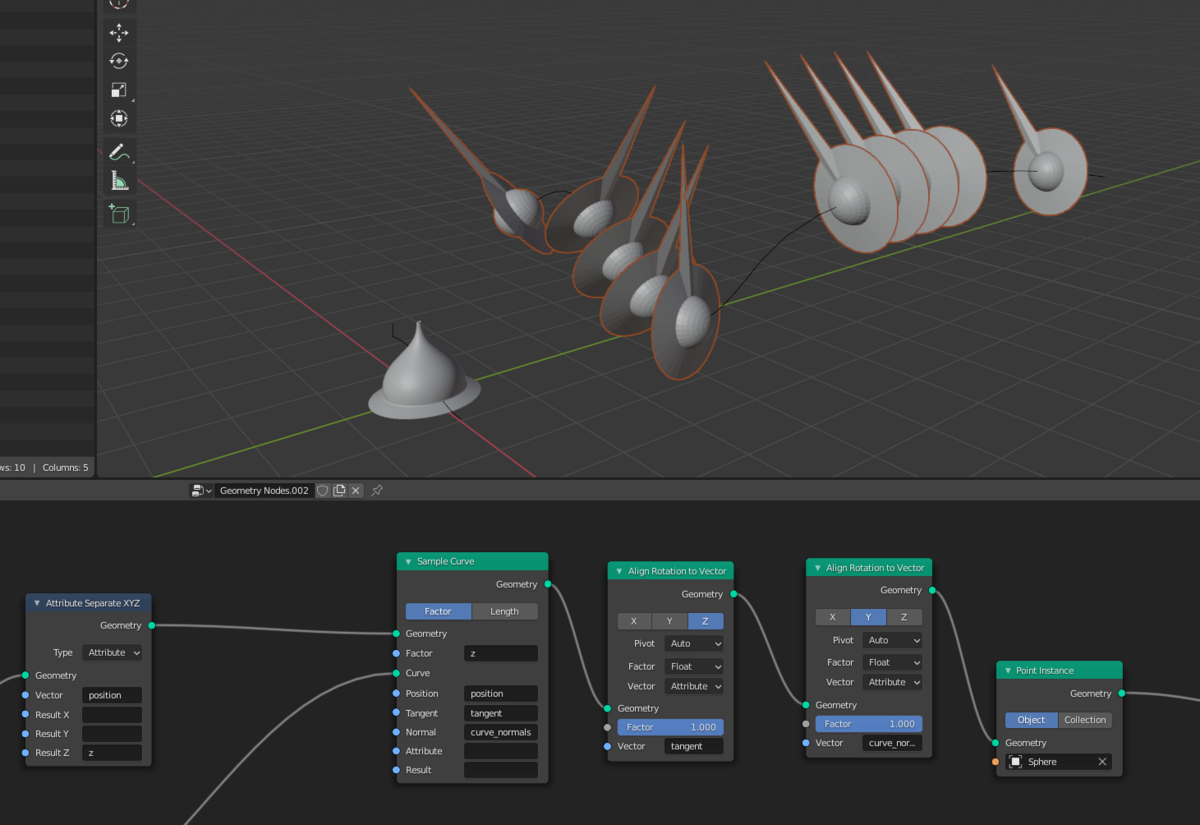 ws: 10 | Columns: 5
Geometry Nodes.002
Attribute Separate XYZ
Geometry
Type Attribute
Geometry
Vector position
Result X
Result Y
Result Z z
Sample Curve
Geometry
Factor Length
Geometry
Factor z
Curve
Position position
Tangent tangent
Normal curve_normals
Attribute
Result
Align Rotation to Vector
Geometry
X Y Z
Pivot Auto
Factor Float
Vector Attribute
Geometry
Factor 1.000
Vector tangent
Align Rotation to Vector
Geometry
X Y Z
Pivot Auto
Factor Float
Vector Attribute
Geometry
Factor 1.000
Vector curve_nor...
Point Instance
Geometry
Object Collection
Geometry
Sphere